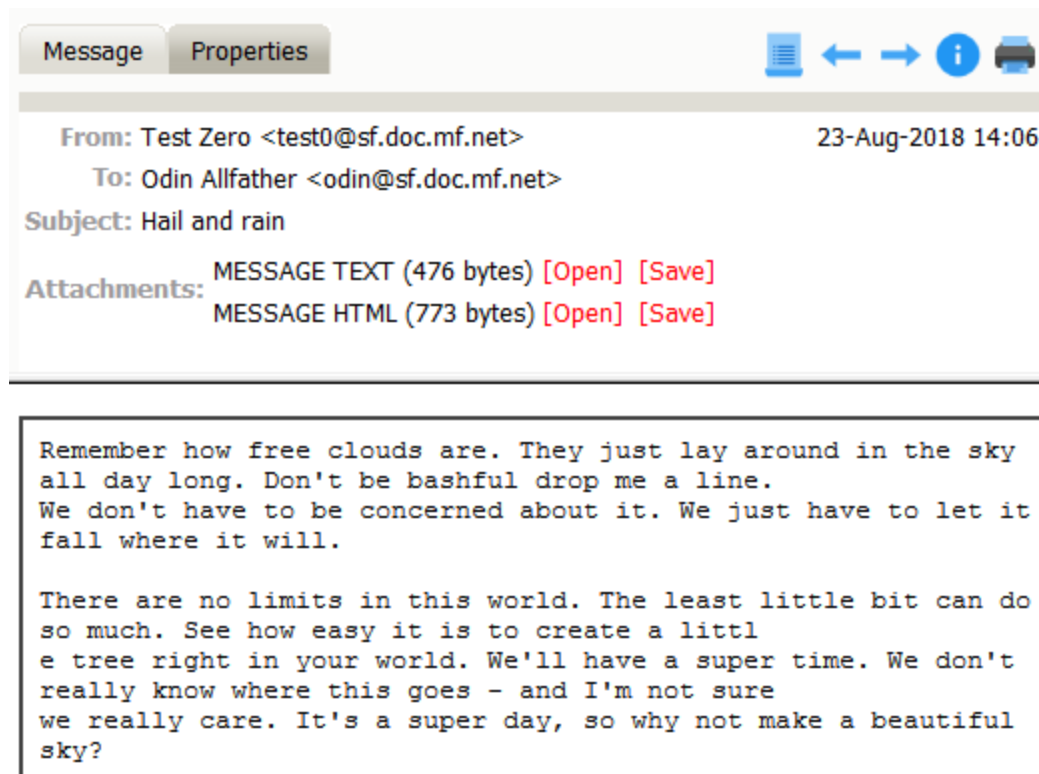 Message Properties
From: Test Zero <test0@sf.doc.mf.net> 23-Aug-2018 14:06
To: Odin Allfather <odin@sf.doc.mf.net>
Subject: Hail and rain
Attachments: MESSAGE TEXT (476 bytes) [Open] [Save]
MESSAGE HTML (773 bytes) [Open] [Save]
Remember how free clouds are. They just lay around in the sky
all day long. Don't be bashful drop me a line.
We don't have to be concerned about it. We just have to let it
fall where it will.
There are no limits in this world. The least little bit can do
so much. See how easy it is to create a littl
e tree right in your world. We'll have a super time. We don't
really know where this goes - and I'm not sure
we really care. It's a super day, so why not make a beautiful
sky?